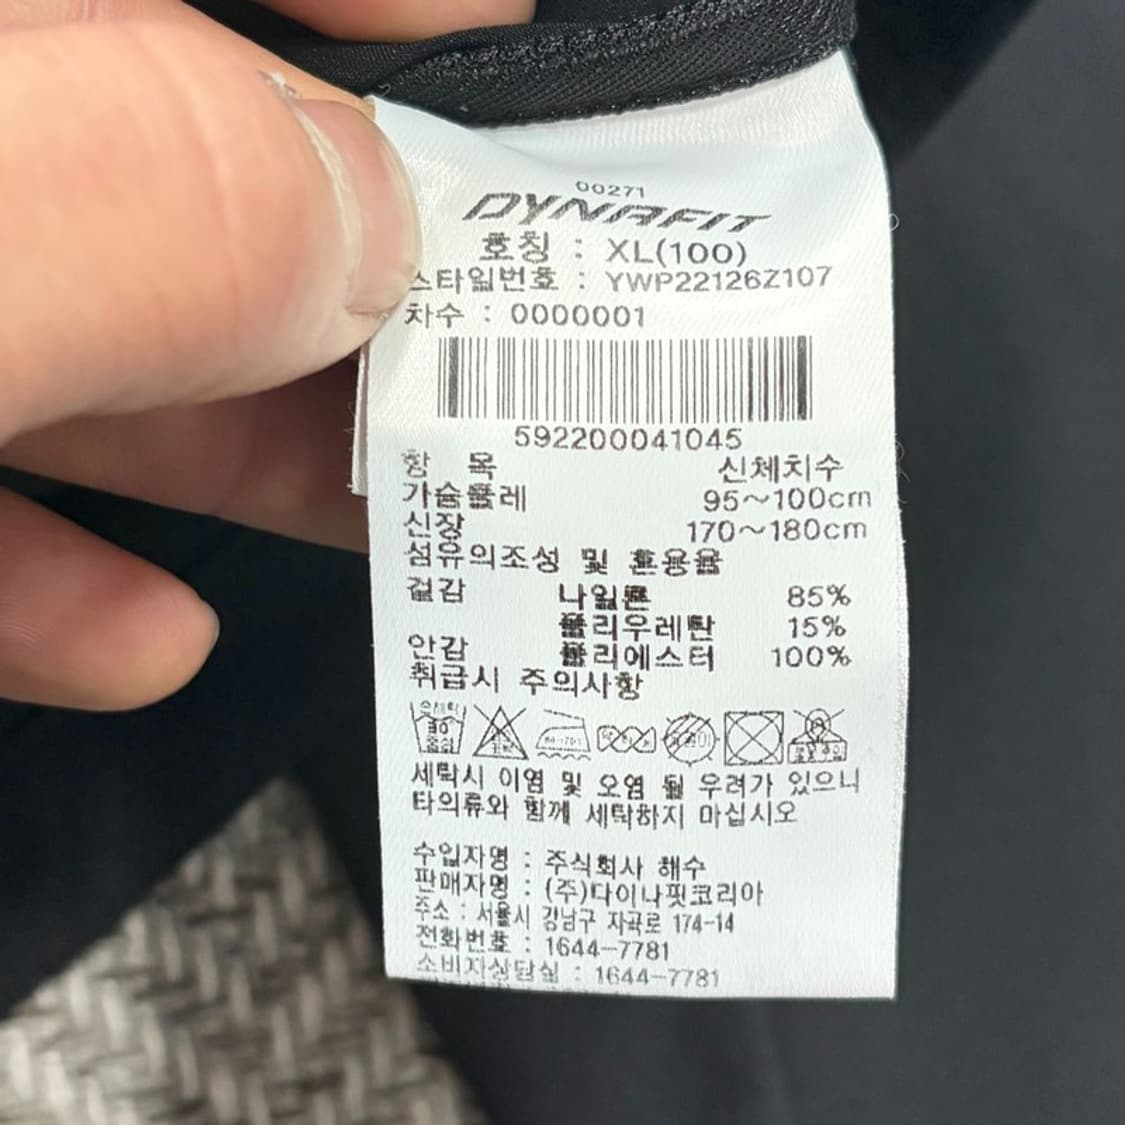 00271
DYNAFIT
호칭 : XL(100)
스타일번호 : YWP22126Z107
차수 : 0000001
592200041045
항 목 신체치수
가슴둘레 95~100cm
신장 170~180cm
섬유의조성 및 혼용율
겉감 나일론 85%
폴리우레탄 15%
안감 폴리에스터 100%
취급시 주의사항
손세탁 30 중성
세탁시 이염 및 오염 될 우려가 있으니
타의류와 함께 세탁하지 마십시오
수입자명 : 주식회사 해수
판매자명 : (주)다이나핏코리아
주소 : 서울시 강남구 자곡로 174-14
전화번호 : 1644-7781
소비자상담실 : 1644-7781